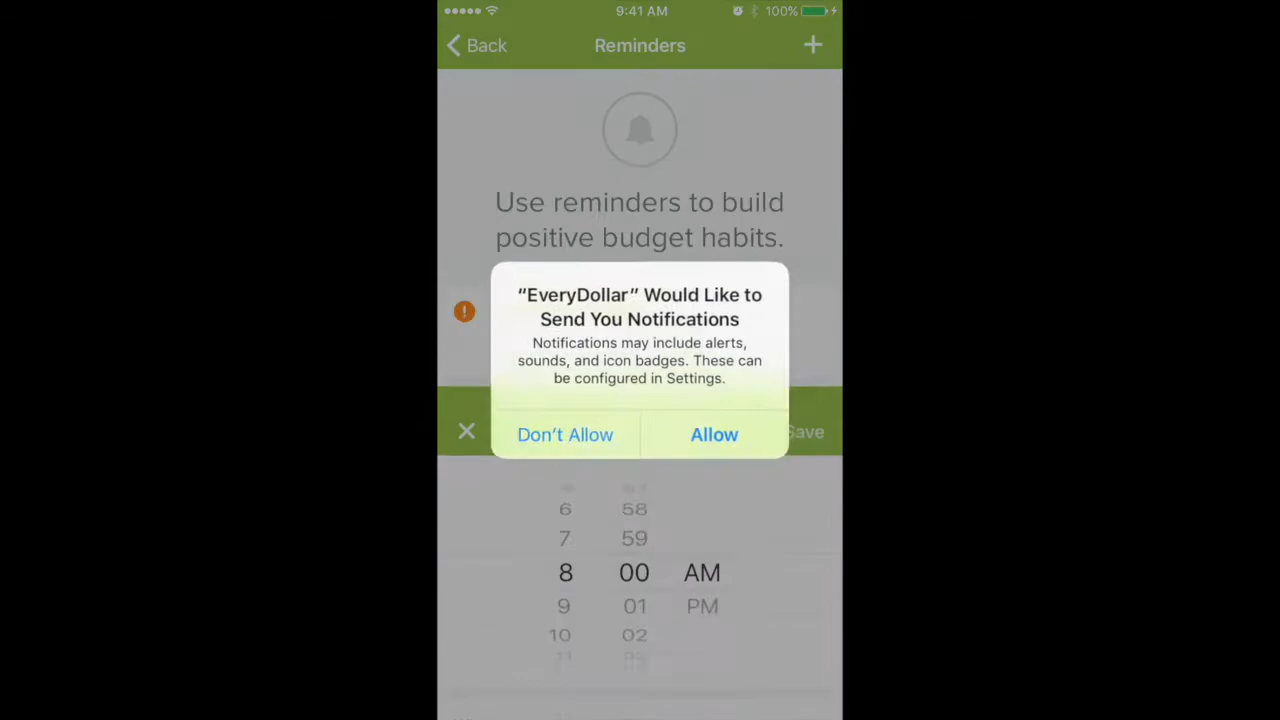 9:41 AM 100%
Back Reminders +
Use reminders to build
positive budget habits.
“EveryDollar” Would Like to
Send You Notifications
Notifications may include alerts,
sounds, and icon badges. These can
be configured in Settings.
Don’t Allow Allow
Save
6 58
7 59
8 00 AM
9 01 PM
10 02
11